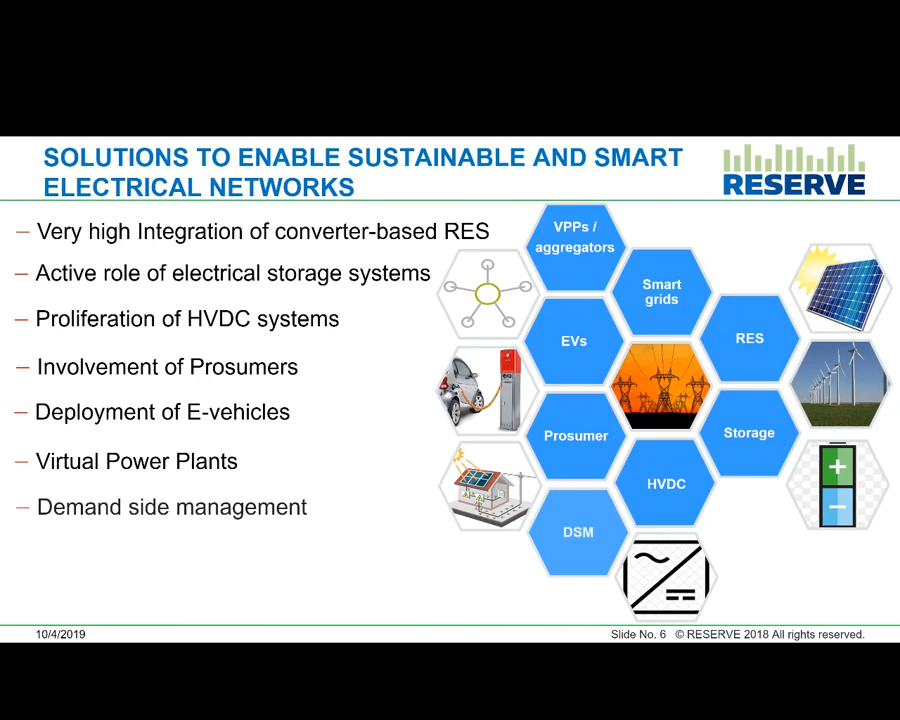 SOLUTIONS TO ENABLE SUSTAINABLE AND SMART
ELECTRICAL NETWORKS
RESERVE
– Very high Integration of converter-based RES
– Active role of electrical storage systems
– Proliferation of HVDC systems
– Involvement of Prosumers
– Deployment of E-vehicles
– Virtual Power Plants
– Demand side management
VPPs /
aggregators
Smart
grids
EVs
RES
Prosumer
Storage
HVDC
DSM
10/4/2019
Slide No. 6 © RESERVE 2018 All rights reserved.